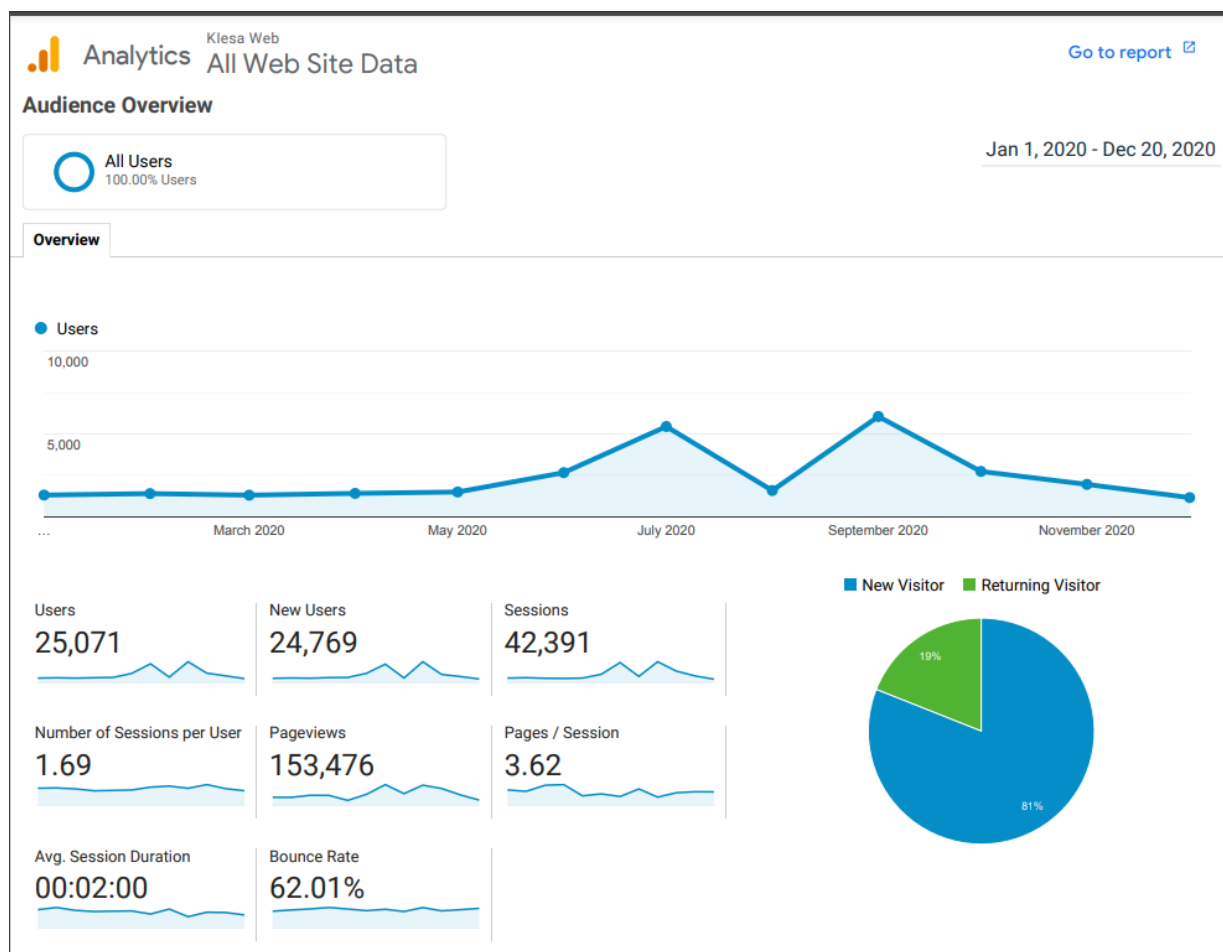 Analytics
Klesa Web
All Web Site Data
Go to report
Audience Overview
All Users
100.00% Users
Jan 1, 2020 - Dec 20, 2020
Overview
Users
10,000
5,000
...
March 2020
May 2020
July 2020
September 2020
November 2020
New Visitor
Returning Visitor
19%
81%
Users
25,071
New Users
24,769
Sessions
42,391
Number of Sessions per User
1.69
Pageviews
153,476
Pages / Session
3.62
Avg. Session Duration
00:02:00
Bounce Rate
62.01%